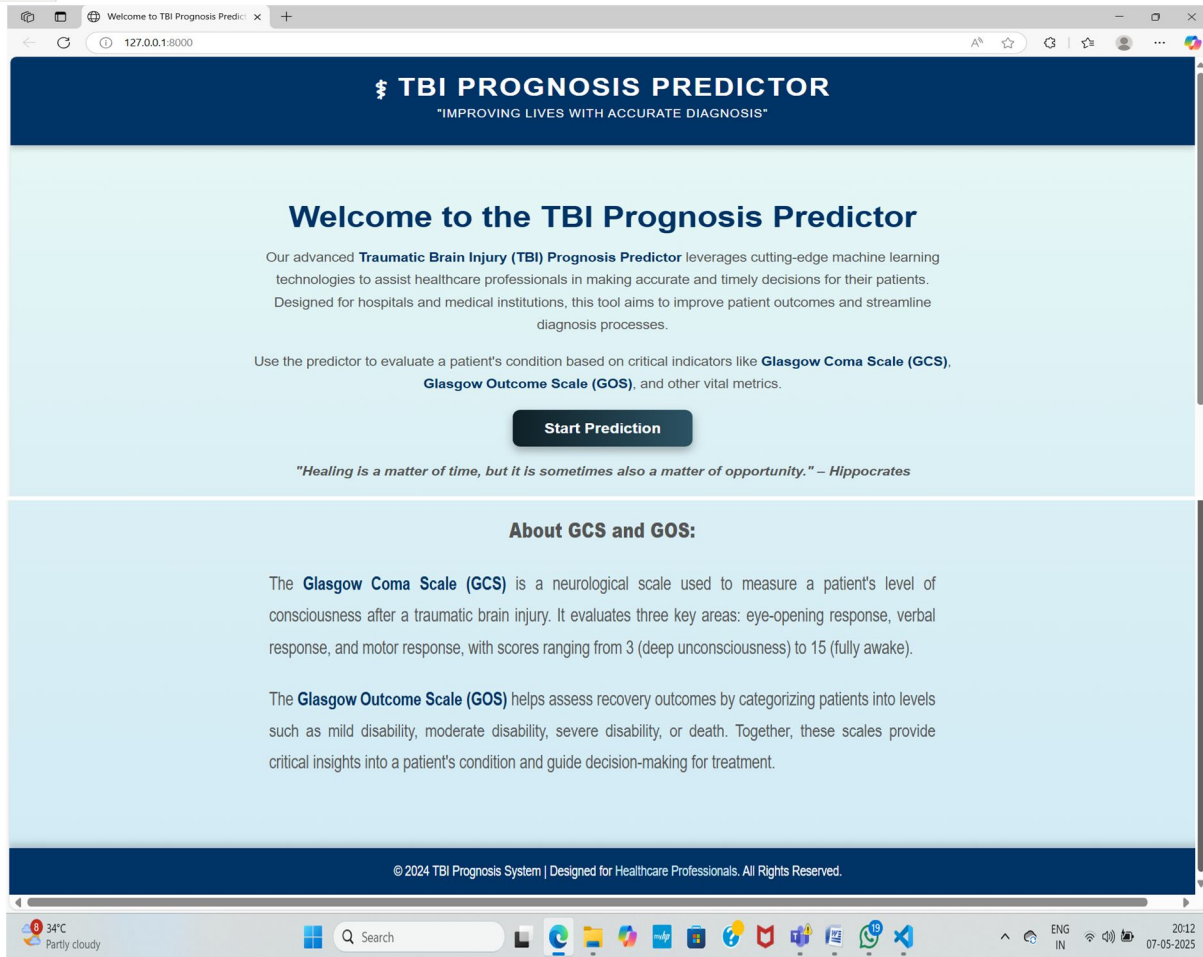 Welcome to TBI Prognosis Predict
127.0.0.1:8000
TBI PROGNOSIS PREDICTOR
"IMPROVING LIVES WITH ACCURATE DIAGNOSIS"
Welcome to the TBI Prognosis Predictor
Our advanced Traumatic Brain Injury (TBI) Prognosis Predictor leverages cutting-edge machine learning
technologies to assist healthcare professionals in making accurate and timely decisions for their patients.
Designed for hospitals and medical institutions, this tool aims to improve patient outcomes and streamline
diagnosis processes.
Use the predictor to evaluate a patient's condition based on critical indicators like Glasgow Coma Scale (GCS),
Glasgow Outcome Scale (GOS), and other vital metrics.
Start Prediction
"Healing is a matter of time, but it is sometimes also a matter of opportunity." – Hippocrates
About GCS and GOS:
The Glasgow Coma Scale (GCS) is a neurological scale used to measure a patient's level of
consciousness after a traumatic brain injury. It evaluates three key areas: eye-opening response, verbal
response, and motor response, with scores ranging from 3 (deep unconsciousness) to 15 (fully awake).
The Glasgow Outcome Scale (GOS) helps assess recovery outcomes by categorizing patients into levels
such as mild disability, moderate disability, severe disability, or death. Together, these scales provide
critical insights into a patient's condition and guide decision-making for treatment.
© 2024 TBI Prognosis System | Designed for Healthcare Professionals. All Rights Reserved.
8
34°C
Partly cloudy
Search
myhp
19
ENG
IN
20:12
07-05-2025